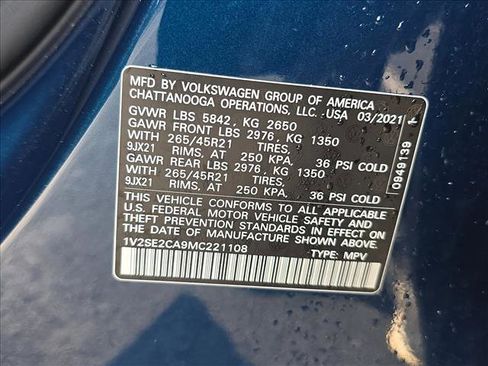 MFD BY VOLKSWAGEN GROUP OF AMERICA
CHATTANOOGA OPERATIONS, LLC. USA 03/2021
GVWR LBS 5842, KG 2650
GAWR FRONT LBS 2976, KG 1350
WITH 265/45R21 TIRES,
9JX21 RIMS, AT 250 KPA, 36 PSI COLD
GAWR REAR LBS 2976, KG 1350
WITH 265/45R21 TIRES,
9JX21 RIMS, AT 250 KPA, 36 PSI COLD
THIS VEHICLE CONFORMS TO ALL APPLICABLE
U.S. FEDERAL MOTOR VEHICLE SAFETY AND
THEFT PREVENTION STANDARDS IN EFFECT ON
THE DATE OF MANUFACTURE SHOWN ABOVE.
1V2SE2CA9MC221108 TYPE: MPV
0949139